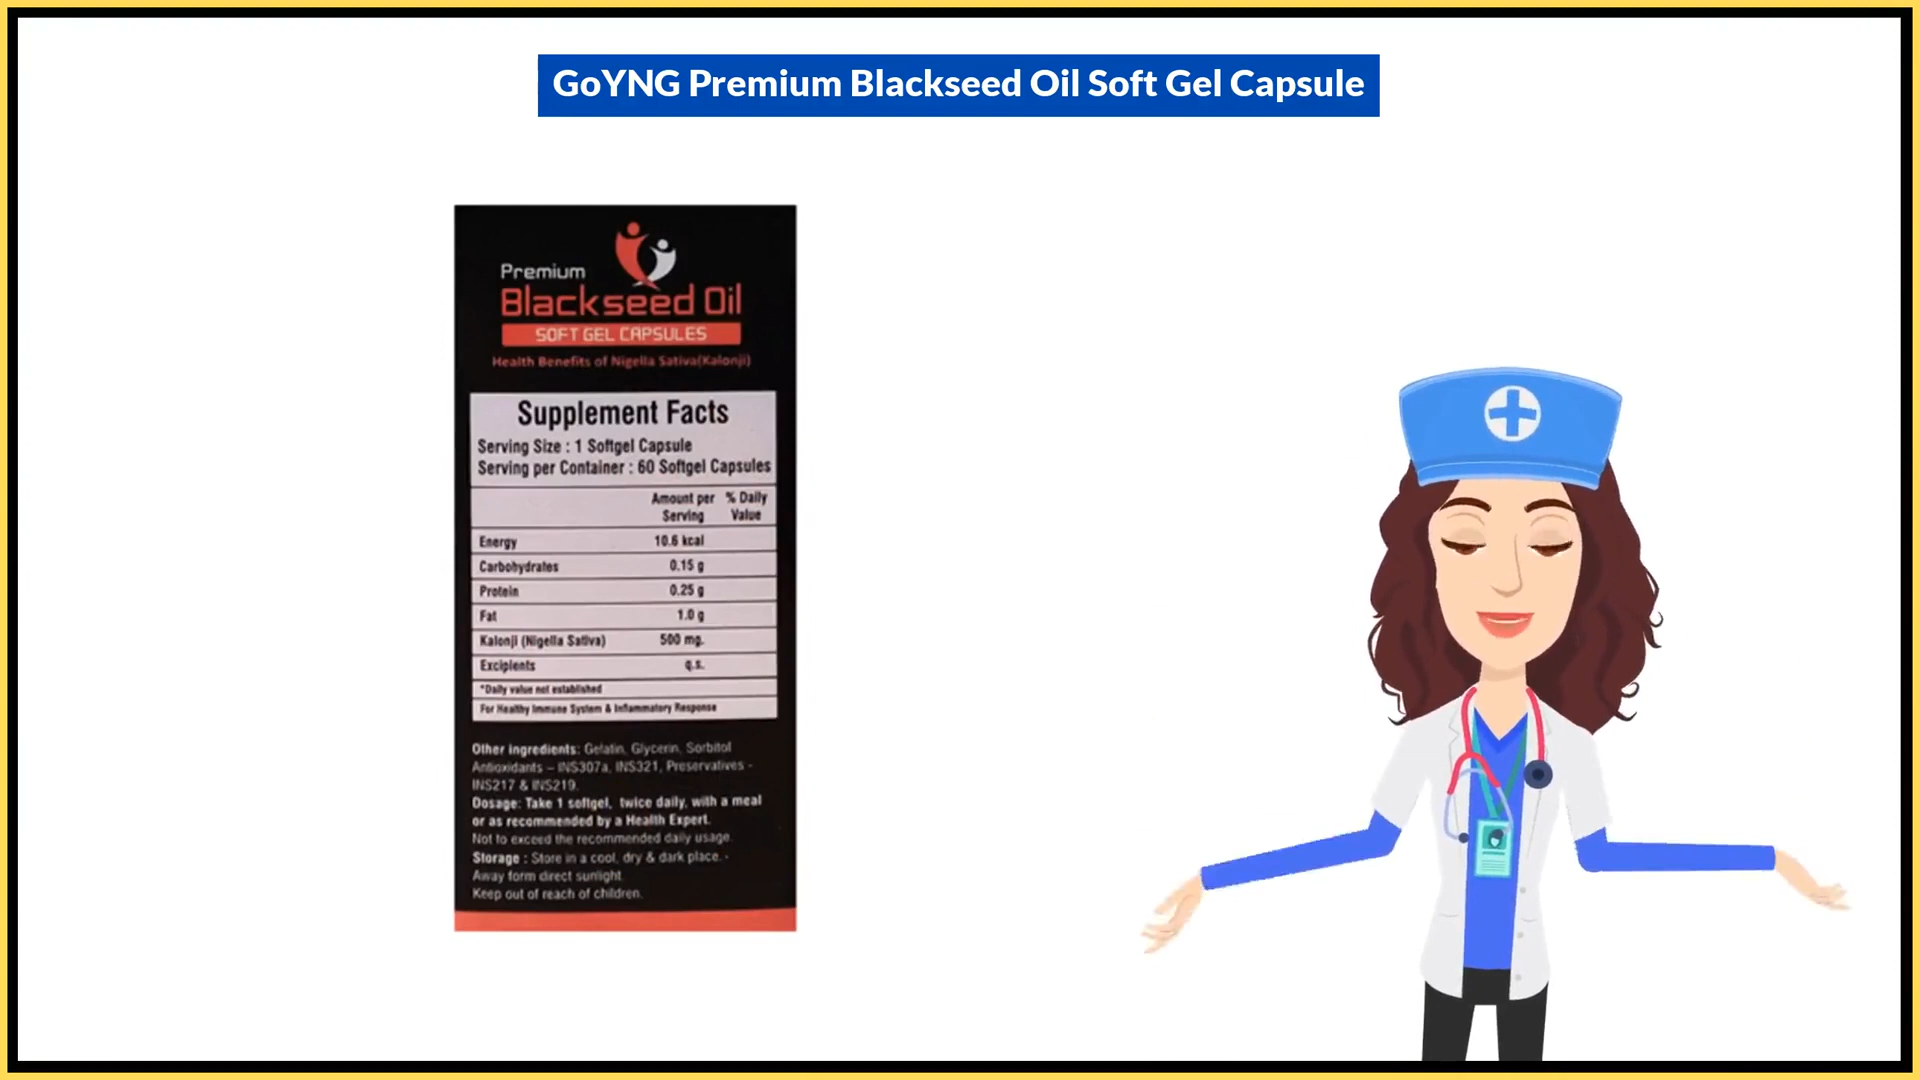 GoYNG Premium Blackseed Oil Soft Gel Capsule
Premium
Blackseed Oil
SOFT GEL CAPSULES
Health Benefits of Nigella Sativa(Kalonji)
Supplement Facts
Serving Size : 1 Softgel Capsule
Serving per Container : 60 Softgel Capsules
Amount per Serving % Daily Value
Energy 10.6 kcal
Carbohydrates 0.15 g
Protein 0.25 g
Fat 1.0 g
Kalonji (Nigella Sativa) 500 mg.
Excipients q.s.
*Daily value not established
For Healthy Immune System & Inflammatory Response
Other ingredients: Gelatin, Glycerin, Sorbitol
Antioxidants – INS307a, INS321, Preservatives -
INS217 & INS219.
Dosage: Take 1 softgel, twice daily, with a meal
or as recommended by a Health Expert.
Not to exceed the recommended daily usage.
Storage : Store in a cool, dry & dark place. -
Away form direct sunlight.
Keep out of reach of children.